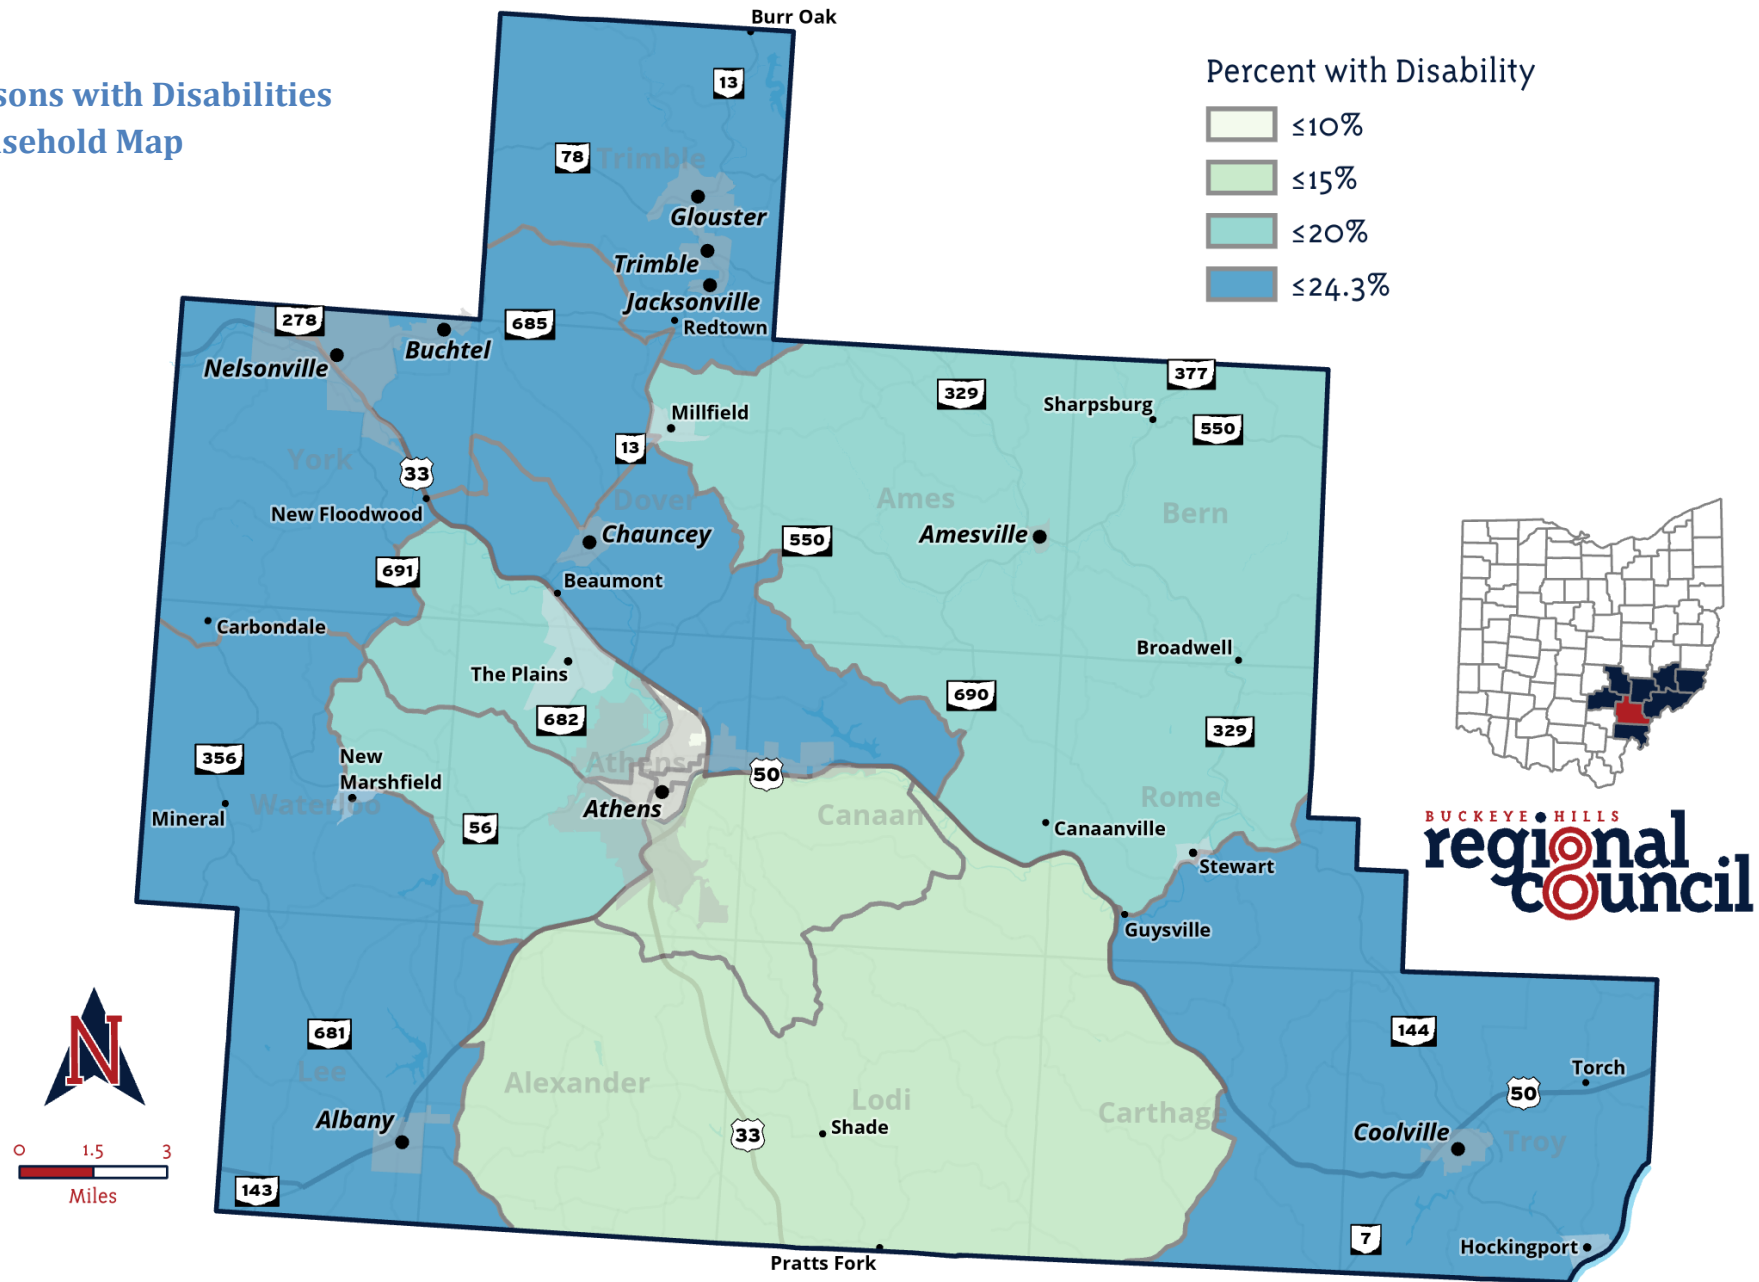 sons with Disabilities
sehold Map
Burr Oak
13
78
Trimble
Glouster
Trimble
Jacksonville
Redtown
278
685
Buchtel
Nelsonville
377
329
Sharpsburg
550
Millfield
13
York
33
Dover
Ames
Bern
New Floodwood
Chauncey
550
Amesville
691
Beaumont
Carbondale
Broadwell
The Plains
690
682
329
356
New
Marshfield
Athens
50
Rome
Waterloo
Mineral
Athens
Canaan
56
Canaanville
Stewart
Guysville
681
144
Lee
Alexander
Lodi
Carthage
Torch
50
Albany
33
Shade
Coolville
Troy
143
7
Hockingport
Pratts Fork
Percent with Disability
≤10%
≤15%
≤20%
≤24.3%
BUCKEYE HILLS
regional
council
N
0 1.5 3
Miles